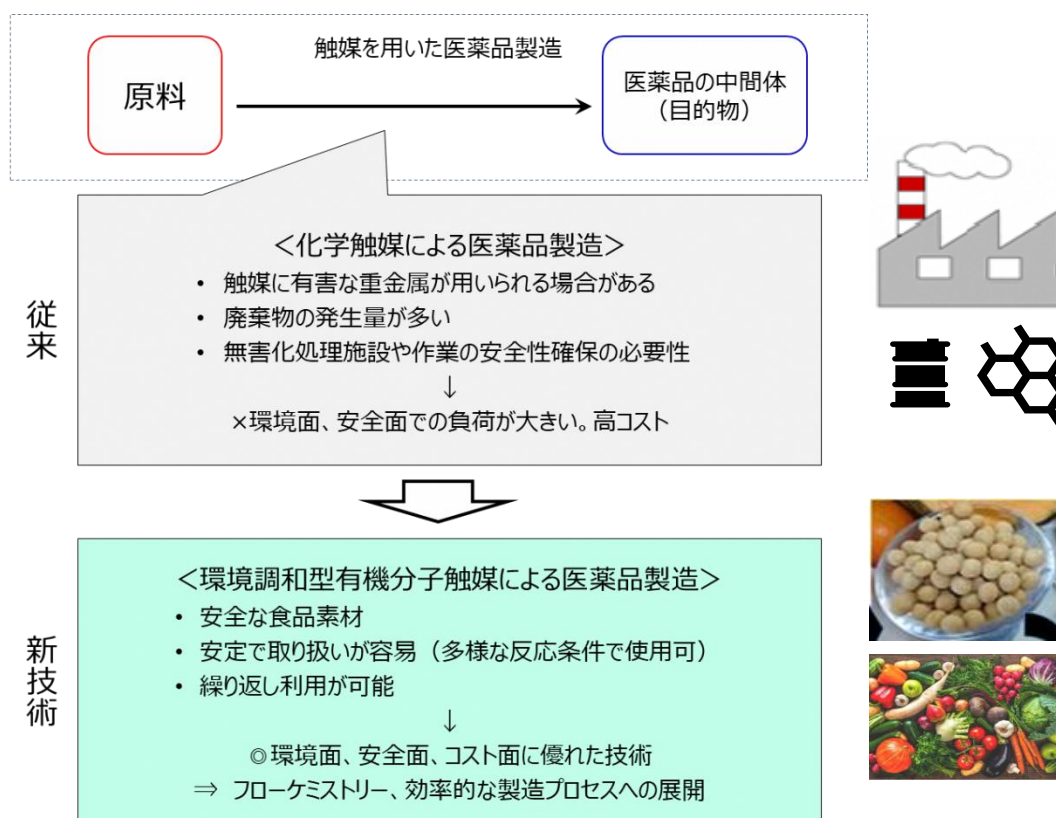 触媒を用いた医薬品製造
原料
医薬品の中間体
（目的物）
従来
＜化学触媒による医薬品製造＞
• 触媒に有害な重金属が用いられる場合がある
• 廃棄物の発生量が多い
• 無害化処理施設や作業の安全性確保の必要性
↓
×環境面、安全面での負荷が大きい。高コスト
新技術
＜環境調和型有機分子触媒による医薬品製造＞
• 安全な食品素材
• 安定で取り扱いが容易（多様な反応条件で使用可）
• 繰り返し利用が可能
↓
◎環境面、安全面、コスト面に優れた技術
⇒ フローケミストリー、効率的な製造プロセスへの展開